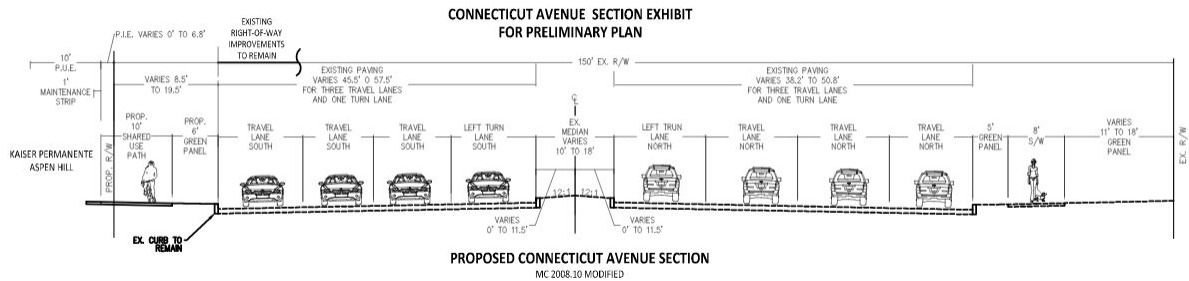 CONNECTICUT AVENUE  SECTION EXHIBIT
FOR PRELIMINARY PLAN
EXISTING
RIGHT-OF-WAY
IMPROVEMENTS
TO REMAIN
P.I.E. VARIES 0' TO 6.8'
10'
P.U.E.
150' EX. R/W
1'
MAINTENANCE
STRIP
VARIES 8.5'
TO 19.5'
EXISTING PAVING
VARIES 45.5' O 57.5'
FOR THREE TRAVEL LANES
AND ONE TURN LANE
EXISTING PAVING
VARIES 38.2' TO 50.8'
FOR THREE TRAVEL LANES
AND ONE TURN LANE
KAISER PERMANENTE
ASPEN HILL
PROP. R/W
PROP.
10'
SHARED
USE
PATH
PROP.
6'
GREEN
PANEL
TRAVEL
LANE
SOUTH
TRAVEL
LANE
SOUTH
TRAVEL
LANE
SOUTH
LEFT TURN
LANE
SOUTH
CL
EX.
MEDIAN
VARIES
10' TO 18'
LEFT TRUN
LANE
NORTH
TRAVEL
LANE
NORTH
TRAVEL
LANE
NORTH
TRAVEL
LANE
NORTH
5'
GREEN
PANEL
8'
S/W
VARIES
11' TO 18'
GREEN
PANEL
EX. R/W
12:1
12:1
VARIES
0' TO 11.5'
VARIES
0' TO 11.5'
EX. CURB TO
REMAIN
PROPOSED CONNECTICUT AVENUE SECTION
MC 2008.10 MODIFIED